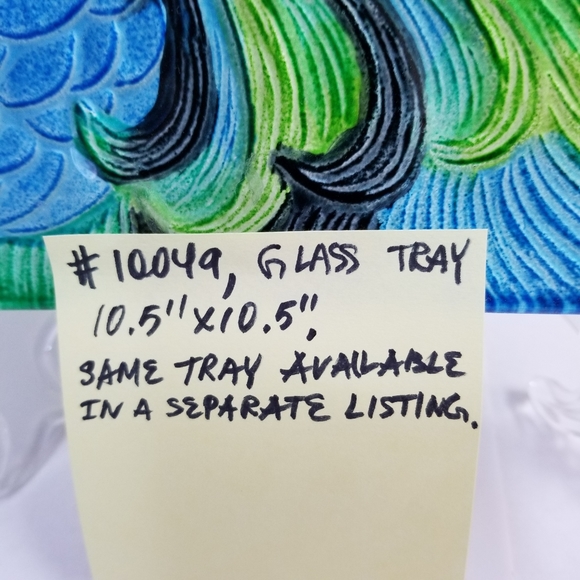 #10049, GLASS TRAY
10.5"x10.5".
SAME TRAY AVAILABLE
IN A SEPARATE LISTING.